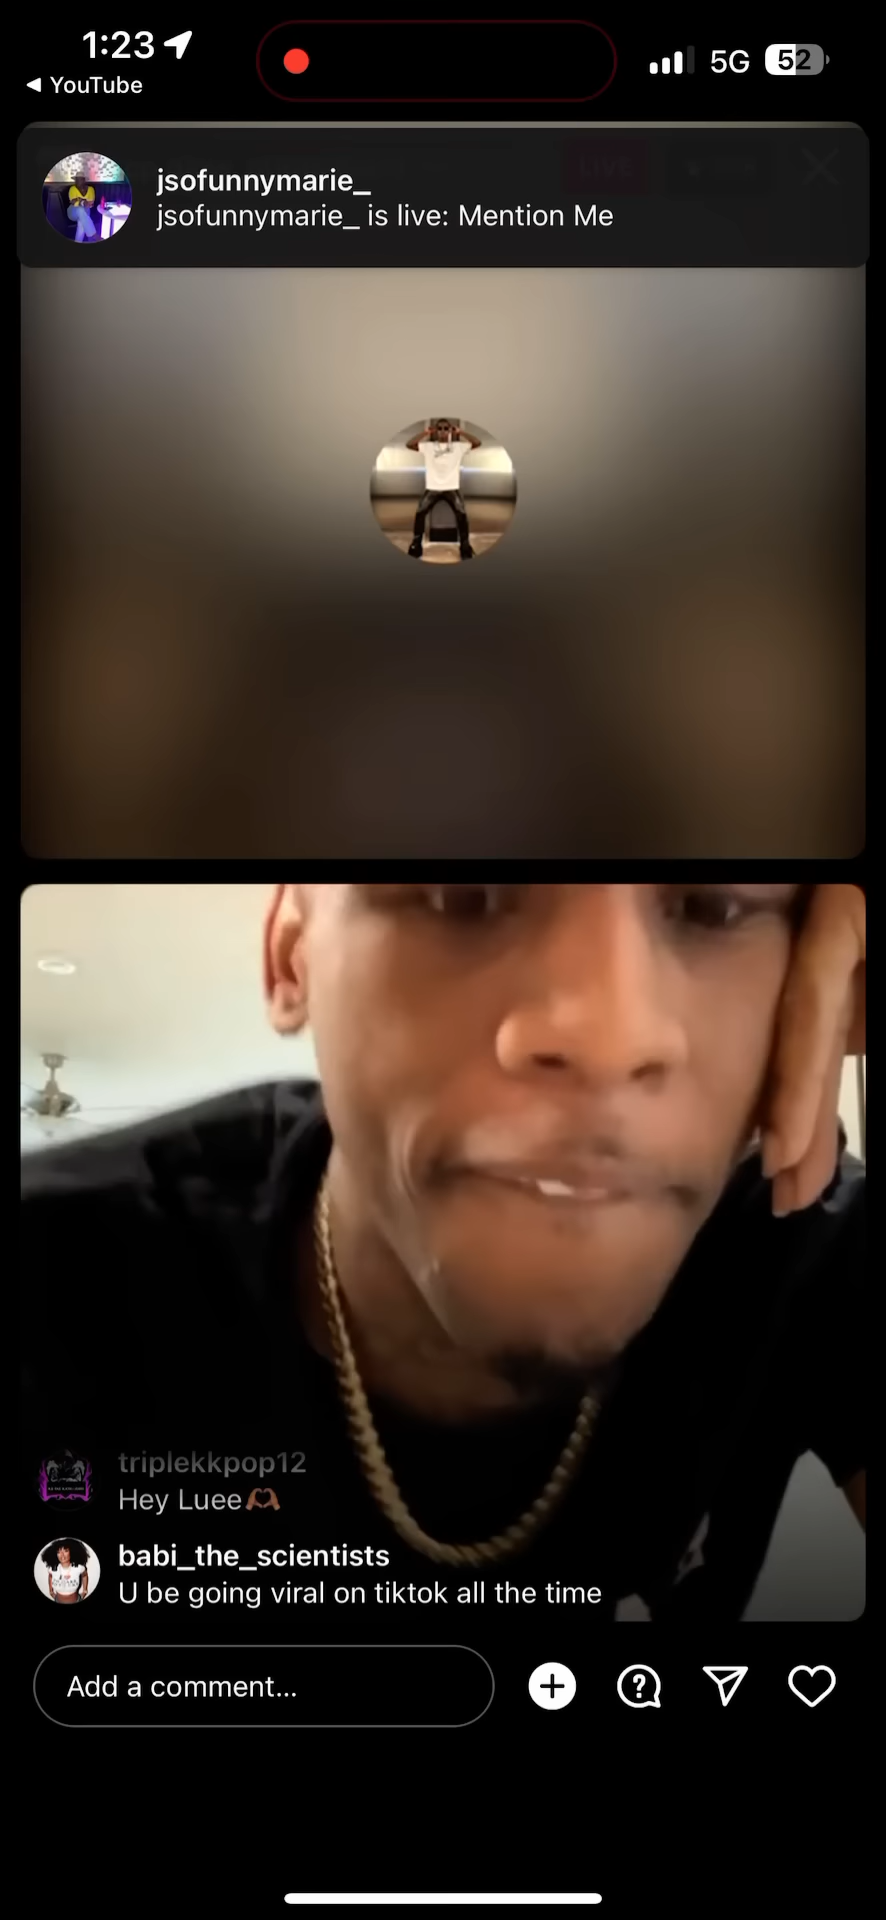 1:23
5G
52
◀ YouTube
jsofunnymarie_
jsofunnymarie_ is live: Mention Me
LIVE
triplekkpop12
Hey Luee🫶🏾
babi_the_scientists
U be going viral on tiktok all the time
Add a comment...